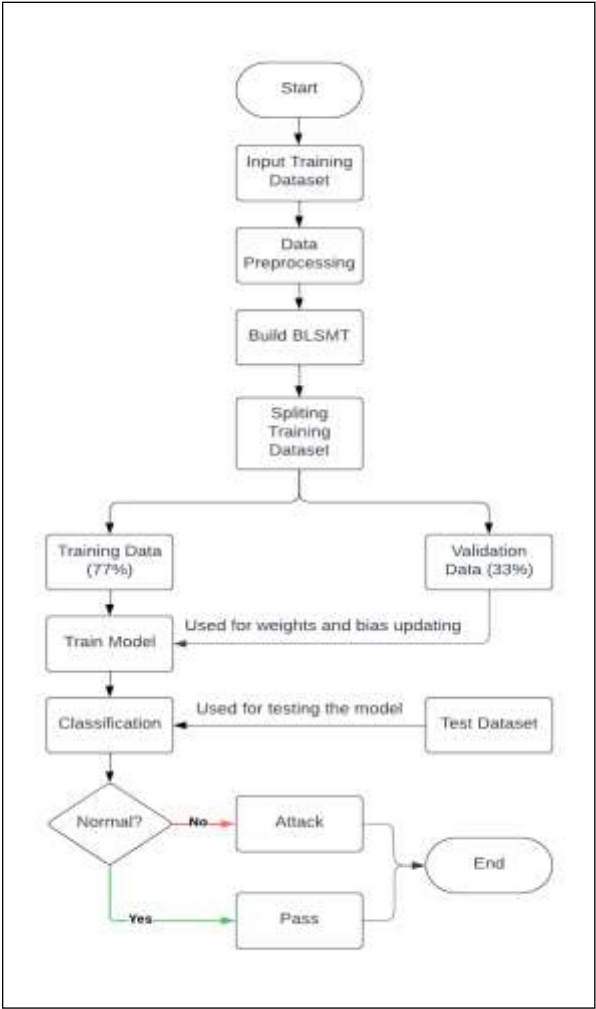 Start
Input Training
Dataset
Data
Preprocessing
Build BLSMT
Spliting
Training
Dataset
Training Data
(77%)
Validation
Data (33%)
Used for weights and bias updating
Train Model
Used for testing the model
Classification
Test Dataset
Normal?
No
Attack
End
Yes
Pass